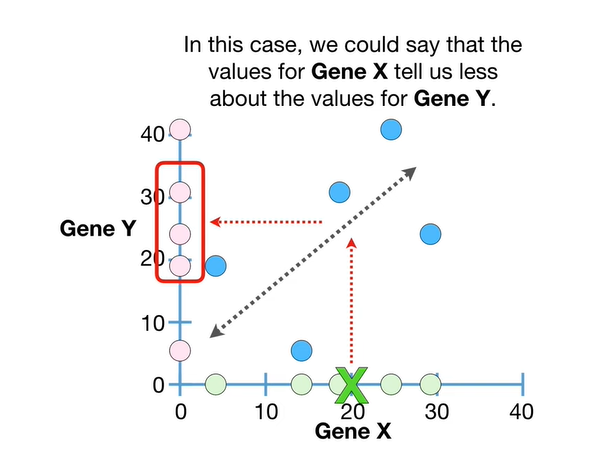 In this case, we could say that the
values for Gene X tell us less
about the values for Gene Y.
40
30
Gene Y
20
10
0
X
0 10 20 30 40
Gene X